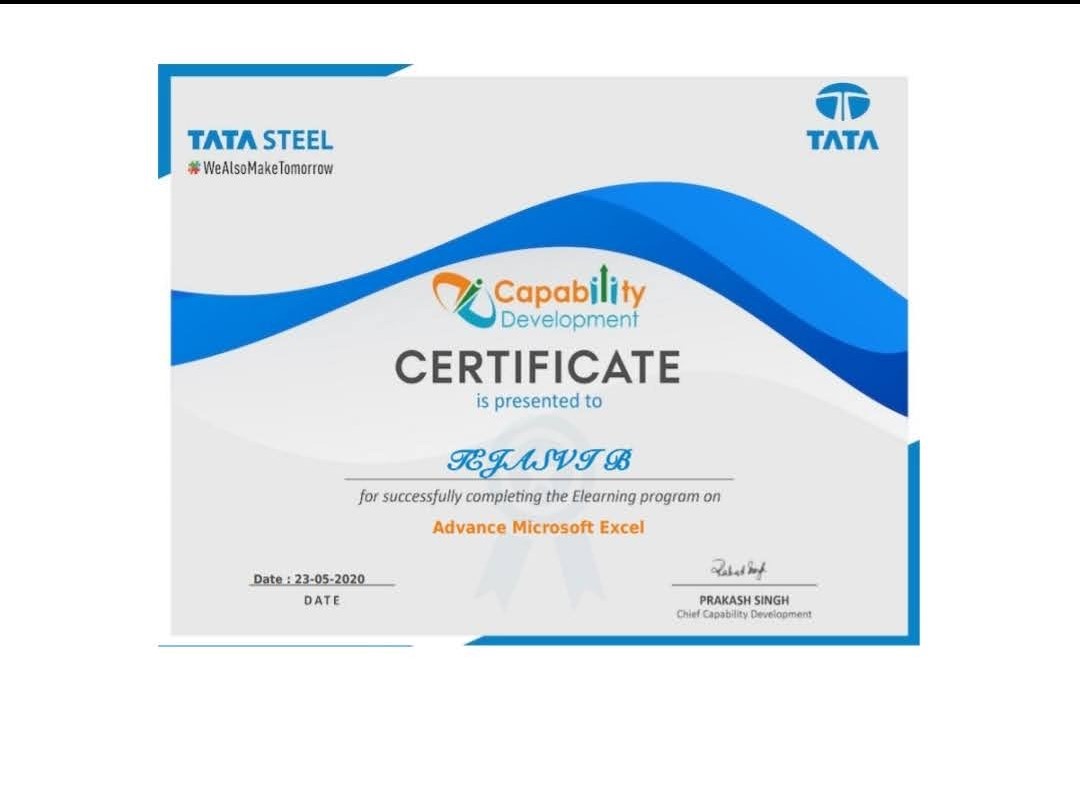 TATA STEEL
#WeAlsoMakeTomorrow
TATA
Capability
Development
CERTIFICATE
is presented to
TEJASVI B
for successfully completing the Elearning program on
Advance Microsoft Excel
Date : 23-05-2020
DATE
Prakash Singh
PRAKASH SINGH
Chief Capability Development